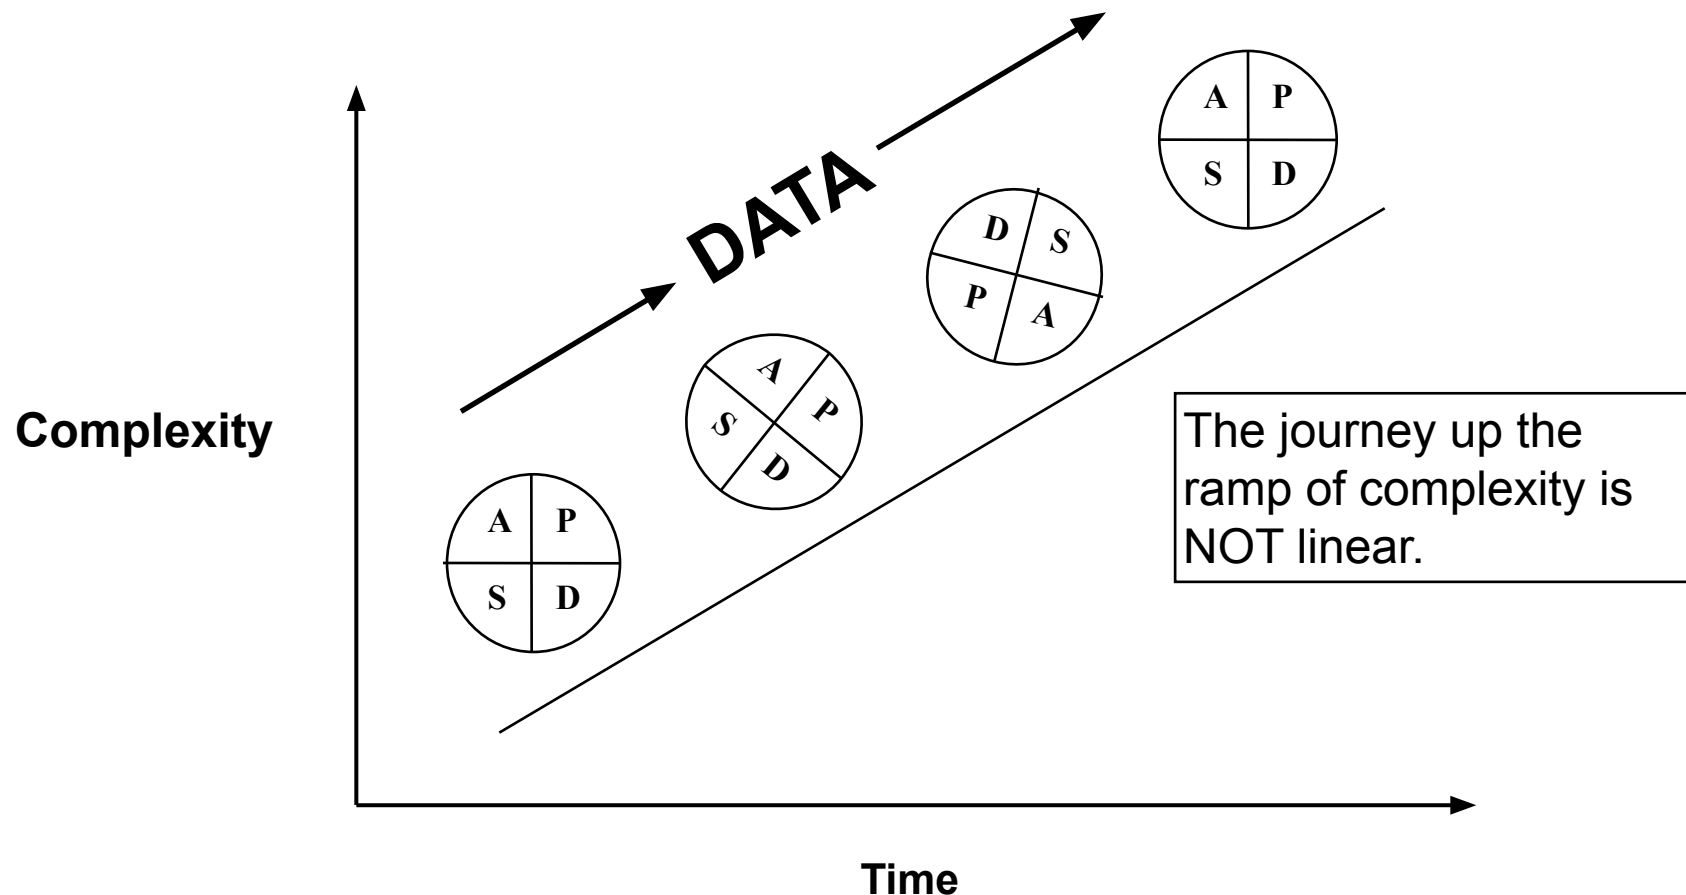 A P
S D
DATA
D S
P A
A
S P
D
A P
S D
Complexity
The journey up the
ramp of complexity is
NOT linear.
Time